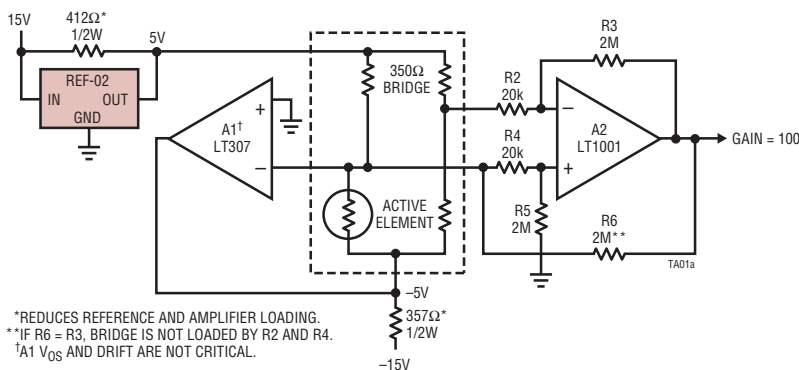 15V
412Ω*
1/2W
5V
REF-02
IN OUT
GND
A1†
LT307
+
−
350Ω
BRIDGE
ACTIVE
ELEMENT
R2
20k
R4
20k
R3
2M
−
A2
LT1001
+
GAIN = 100
R5
2M
R6
2M**
TA01a
−5V
357Ω*
1/2W
−15V
*REDUCES REFERENCE AND AMPLIFIER LOADING.
**IF R6 = R3, BRIDGE IS NOT LOADED BY R2 AND R4.
†A1 VOS AND DRIFT ARE NOT CRITICAL.